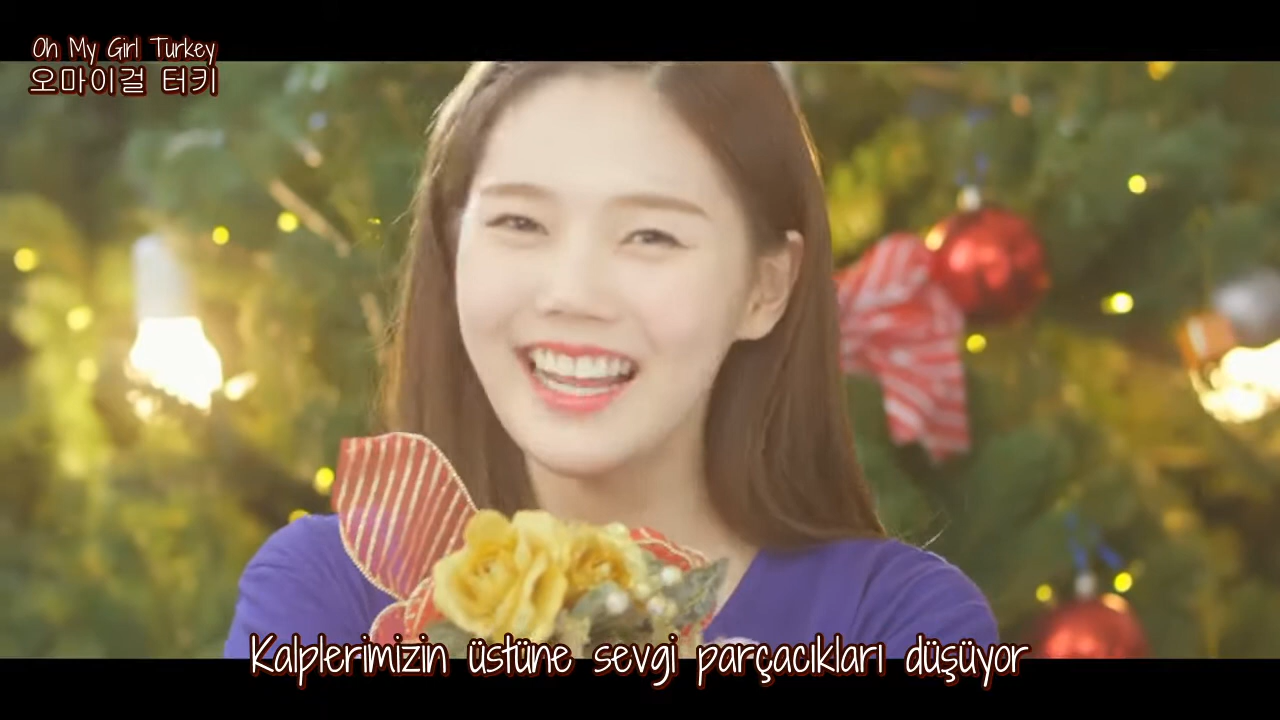 Oh My Girl Turkey
오마이걸 터키
Kalplerimizin üstüne sevgi parçacıkları düşüyor